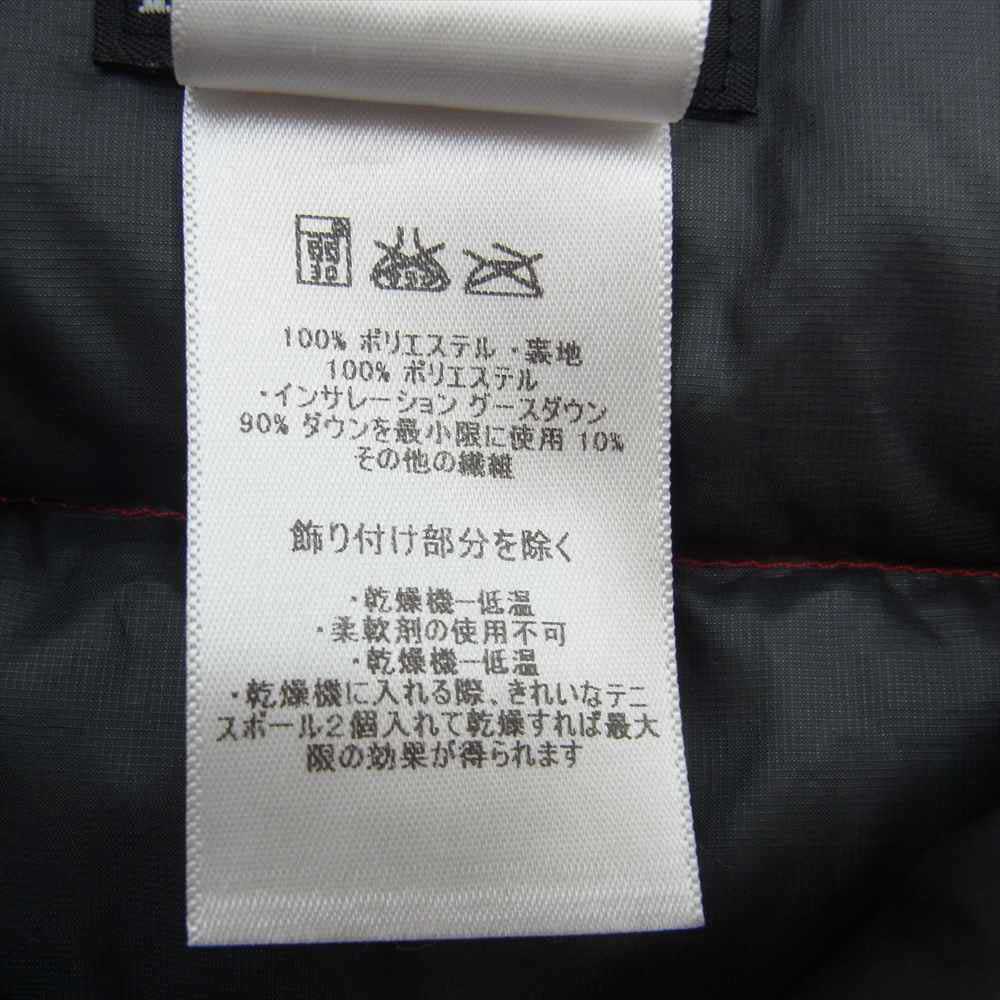 30
100% ポリエステル ・表地
100% ポリエステル
・インサレーション グースダウン
90% ダウンを最小限に使用 10%
その他の繊維
飾り付け部分を除く
・乾燥機ー低温
・柔軟剤の使用不可
・乾燥機ー低温
・乾燥機に入れる際、きれいなテニ
スボール2個入れて乾燥すれば最大
限の効果が得られます